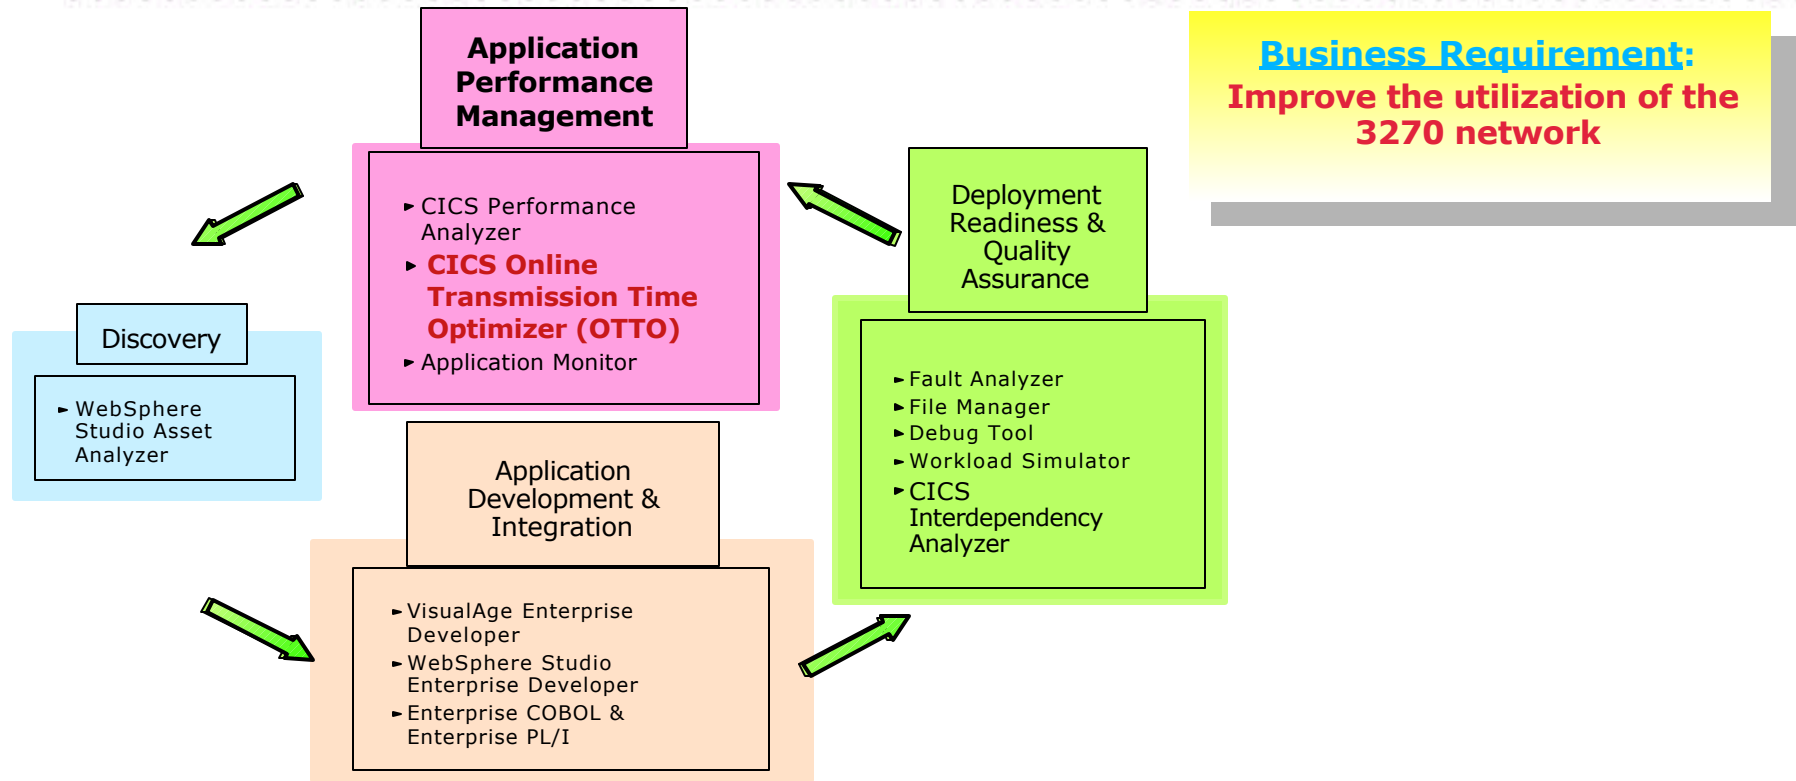 Application
Performance
Management
► CICS Performance
Analyzer
► CICS Online
Transmission Time
Optimizer (OTTO)
► Application Monitor
Business Requirement:
Improve the utilization of the
3270 network
Deployment
Readiness &
Quality
Assurance
► Fault Analyzer
► File Manager
► Debug Tool
► Workload Simulator
► CICS
Interdependency
Analyzer
Discovery
► WebSphere
Studio Asset
Analyzer
Application
Development &
Integration
► VisualAge Enterprise
Developer
► WebSphere Studio
Enterprise Developer
► Enterprise COBOL &
Enterprise PL/I